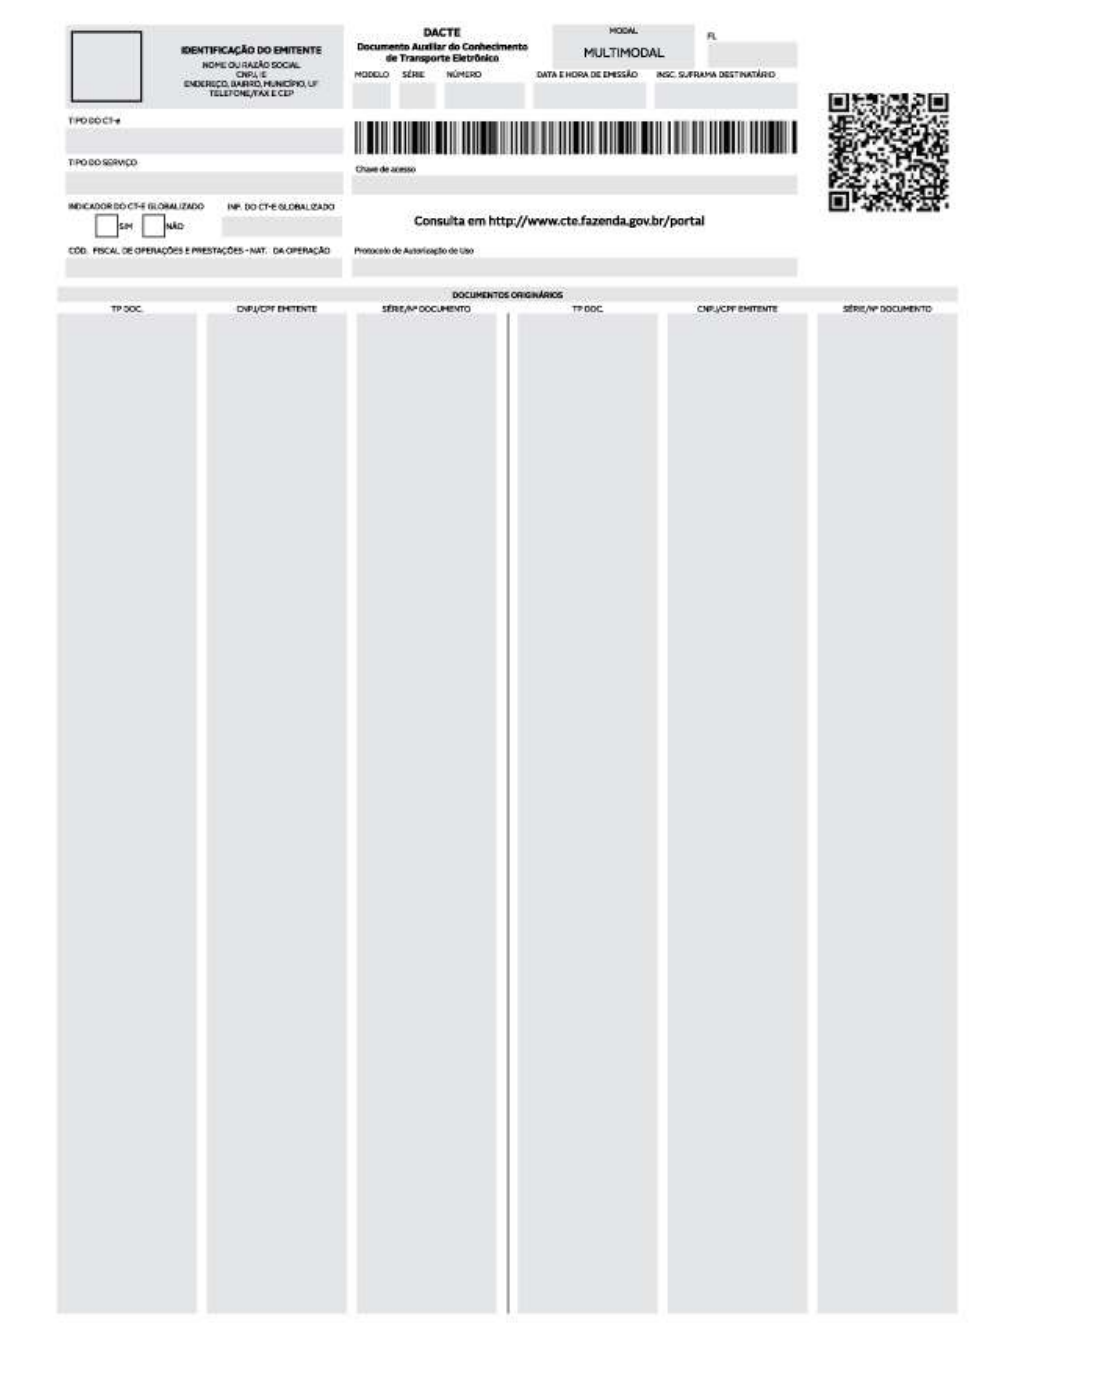 IDENTIFICAÇÃO DO EMITENTE
NOME OU RAZÃO SOCIAL
CNPJ, IE
ENDEREÇO, BAIRRO, MUNICÍPIO, UF
TELEFONE/FAX E CEP
DACTE
Documento Auxiliar do Conhecimento
de Transporte Eletrônico
MODAL
MULTIMODAL
FL
MODELO SÉRIE NÚMERO DATA E HORA DE EMISSÃO INSC. SUFRAMA DESTINATÁRIO
TIPO DO CT-e
TIPO DO SERVIÇO
Chave de acesso
INDICADOR DO CT-E GLOBALIZADO INF. DO CT-E GLOBALIZADO
SIM NÃO
Consulta em http://www.cte.fazenda.gov.br/portal
CÓD. FISCAL DE OPERAÇÕES E PRESTAÇÕES - NAT. DA OPERAÇÃO
Protocolo de Autorização de Uso
DOCUMENTOS ORIGINÁRIOS
TP DOC. CNPJ/CPF EMITENTE SÉRIE/Nº DOCUMENTO TP DOC. CNPJ/CPF EMITENTE SÉRIE/Nº DOCUMENTO